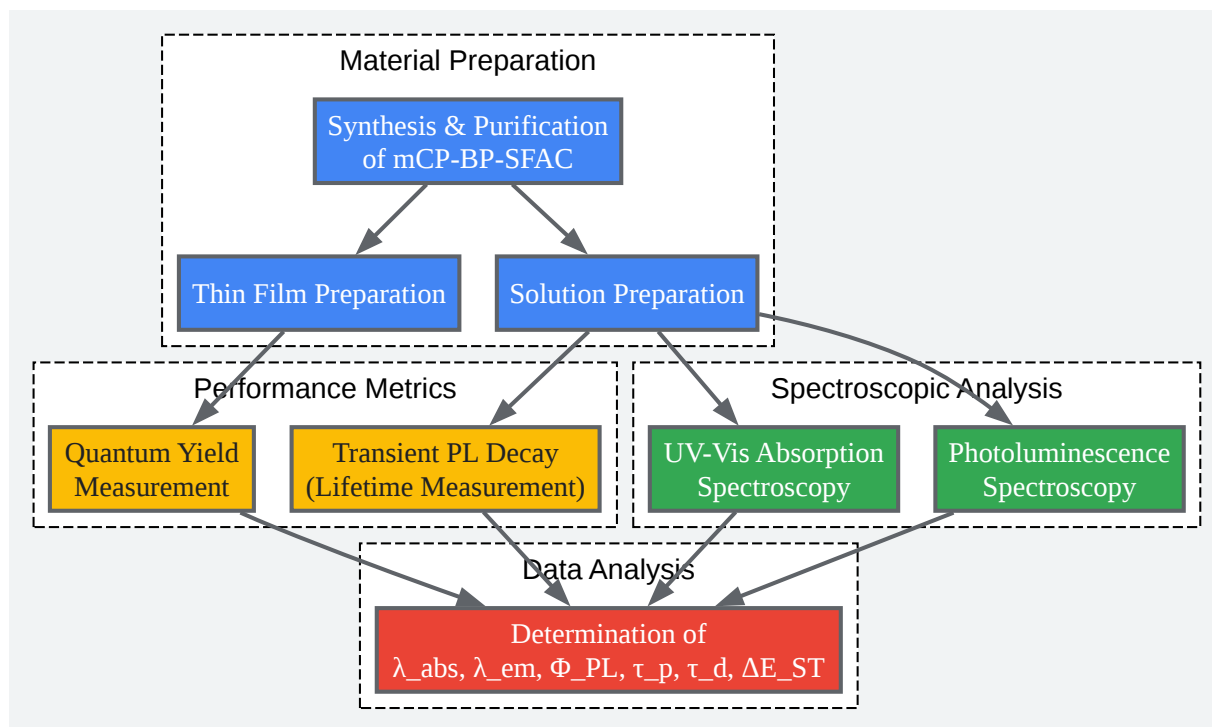 Material Preparation
Synthesis & Purification
of mCP-BP-SFAC
Thin Film Preparation
Solution Preparation
Performance Metrics
Spectroscopic Analysis
Quantum Yield
Measurement
Transient PL Decay
(Lifetime Measurement)
UV-Vis Absorption
Spectroscopy
Photoluminescence
Spectroscopy
Data Analysis
Determination of
λ_abs, λ_em, Φ_PL, τ_p, τ_d, ΔE_ST